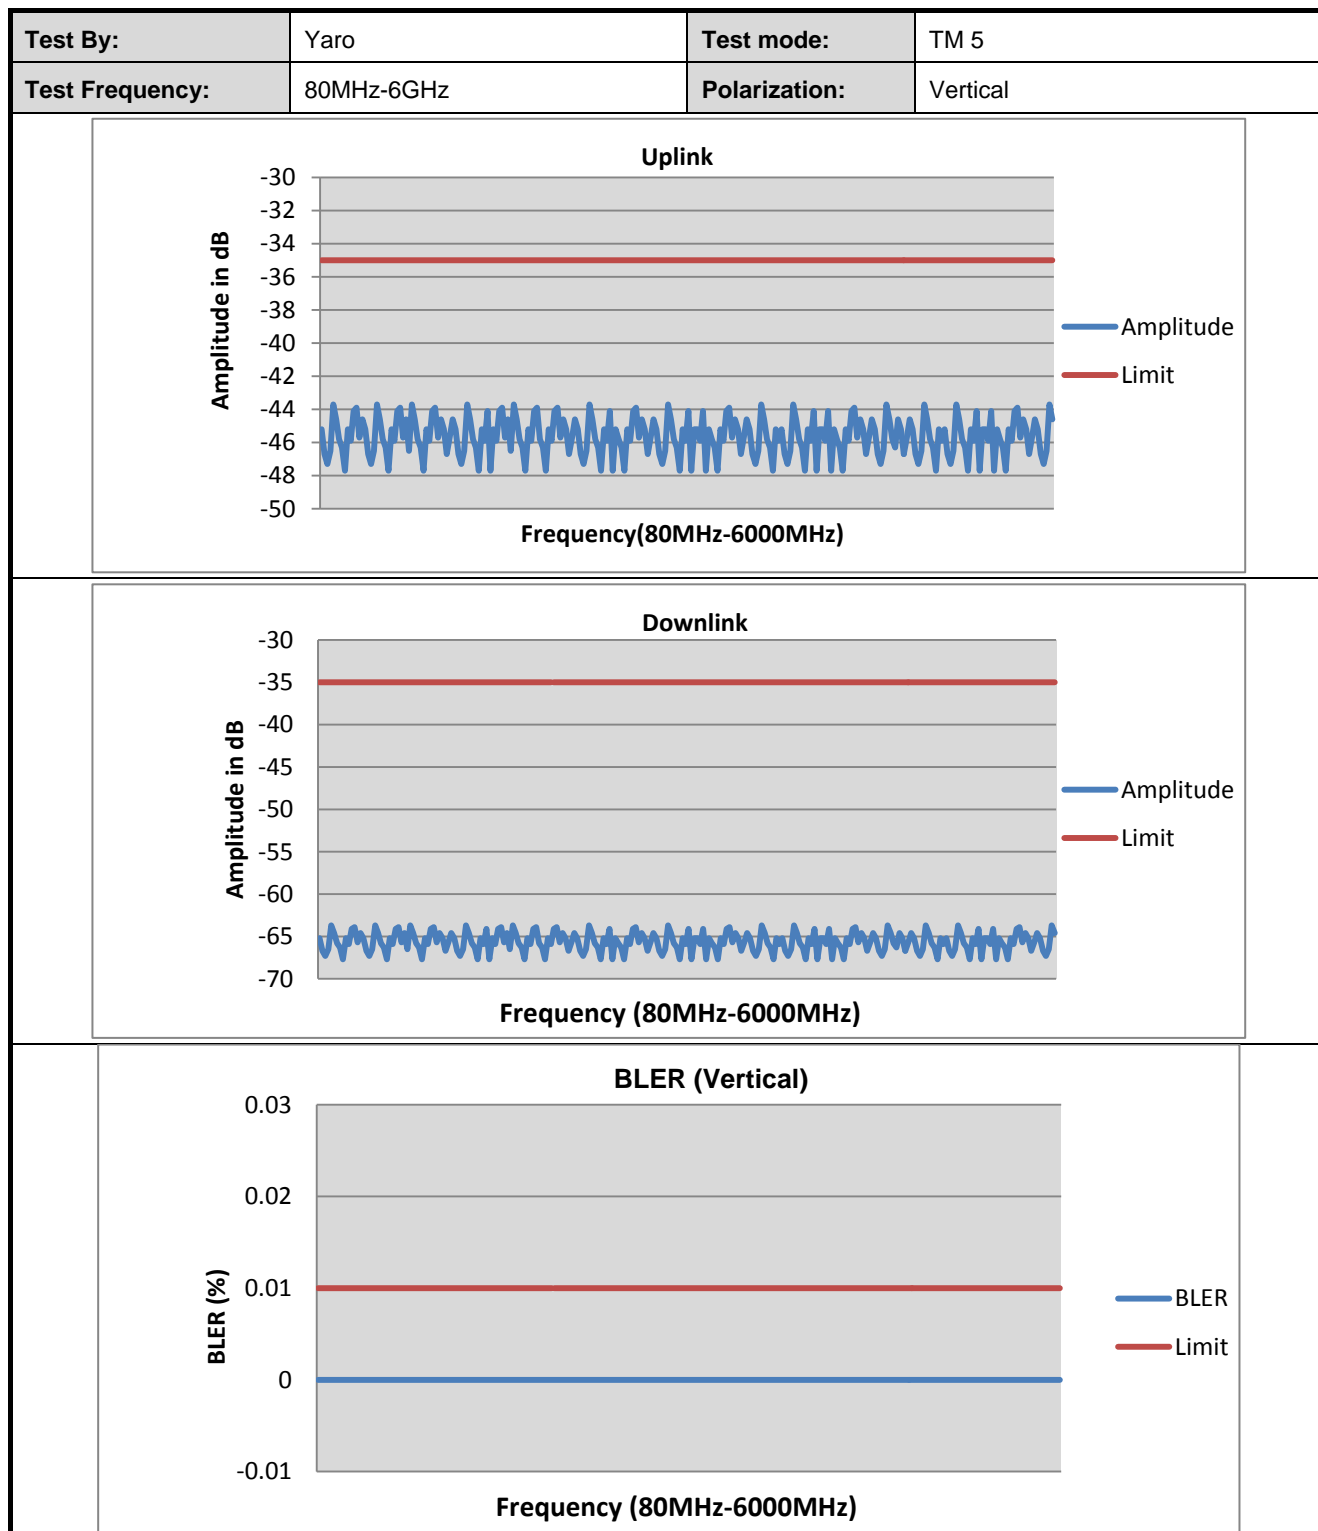 Test By: Yaro Test mode: TM 5
Test Frequency: 80MHz-6GHz Polarization: Vertical
Uplink
-30
-32
-34
-36
-38
-40
-42
-44
-46
-48
-50
Amplitude in dB
Amplitude
Limit
Frequency(80MHz-6000MHz)
Downlink
-30
-35
-40
-45
-50
-55
-60
-65
-70
Amplitude in dB
Amplitude
Limit
Frequency (80MHz-6000MHz)
BLER (Vertical)
0.03
0.02
0.01
0
-0.01
BLER (%)
BLER
Limit
Frequency (80MHz-6000MHz)